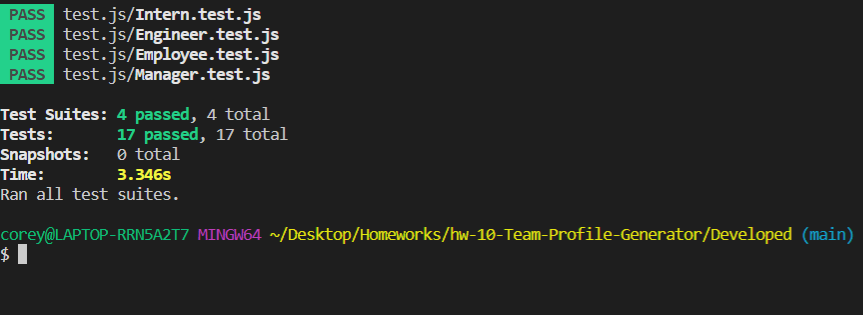 PASS test.js/Intern.test.js
PASS test.js/Engineer.test.js
PASS test.js/Employee.test.js
PASS test.js/Manager.test.js
Test Suites: 4 passed, 4 total
Tests: 17 passed, 17 total
Snapshots: 0 total
Time: 3.346s
Ran all test suites.
corey@LAPTOP-RRN5A2T7 MINGW64 ~/Desktop/Homeworks/hw-10-Team-Profile-Generator/Developed (main)
$